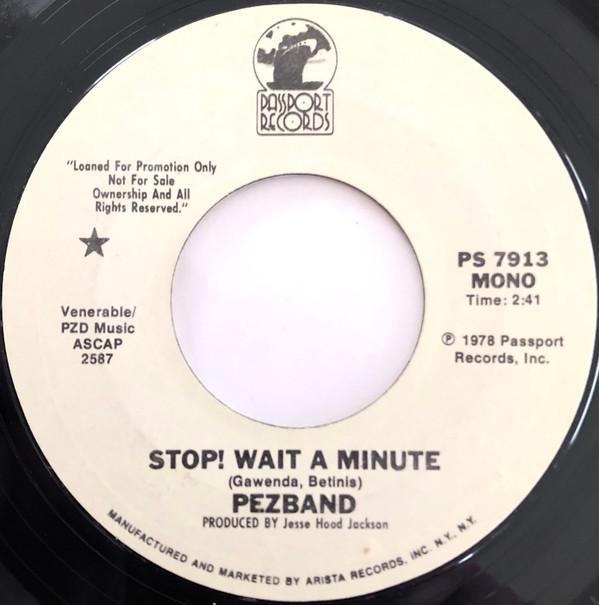 PASSPORT
RECORDS
"Loaned For Promotion Only
Not For Sale
Ownership And All
Rights Reserved."
PS 7913
MONO
Time: 2:41
Venerable/
PZD Music
ASCAP
2587
℗ 1978 Passport
Records, Inc.
STOP! WAIT A MINUTE
(Gawenda, Betinis)
PEZBAND
PRODUCED BY Jesse Hood Jackson
MANUFACTURED AND MARKETED BY ARISTA RECORDS, INC. N.Y., N.Y.